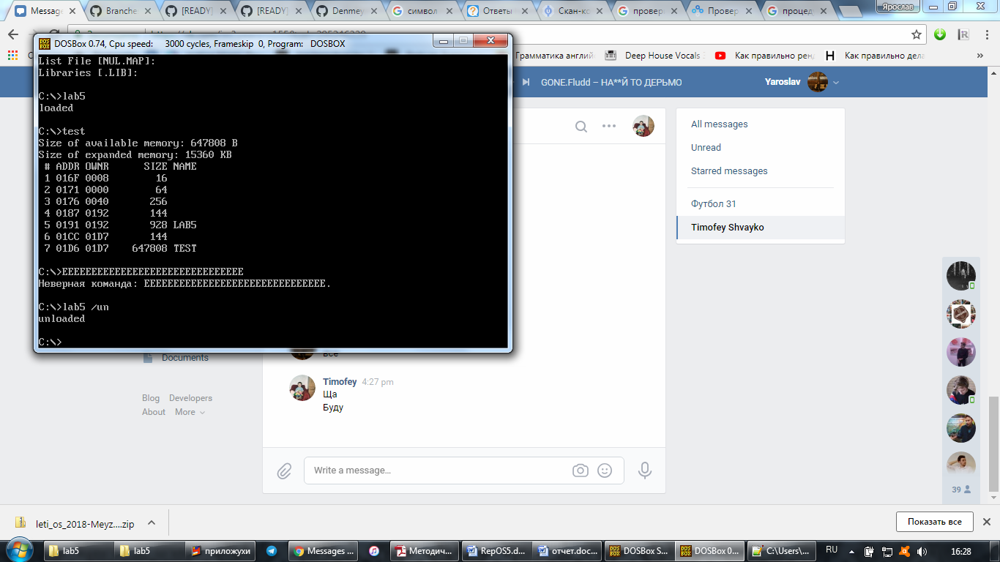 Message
Branche
[READY]
[READY]
Denmey
символ
Ответы
Скан-ко
провер
Провер
процед
Ярослав
Грамматика англий
Deep House Vocals
Как правильно рен
Как правильно дела
DOSBox 0.74, Cpu speed: 3000 cycles, Frameskip 0, Program: DOSBOX
List File [NUL.MAP]:
Libraries [.LIB]:
C:\>lab5
loaded
C:\>test
Size of available memory: 647808 B
Size of expanded memory: 15360 KB
# ADDR OWNR SIZE NAME
1 016F 0008 16
2 0171 0000 64
3 0176 0040 256
4 0187 0192 144
5 0191 0192 928 LAB5
6 01CC 01D7 144
7 01D6 01D7 647808 TEST
C:\>EEEEEEEEEEEEEEEEEEEEEEEEEEEEEEE
Неверная команда: EEEEEEEEEEEEEEEEEEEEEEEEEEEEEEE.
C:\>lab5 /un
unloaded
C:\>
GONE.Fludd – НА**Й ТО ДЕРЬМО
Yaroslav
All messages
Unread
Starred messages
Футбол 31
Timofey Shvayko
Documents
Blog Developers
About More
Все
Timofey 4:27 pm
Ща
Буду
Write a message...
39
leti_os_2018-Meyz....zip
Показать все
lab5
lab5
приложухи
Messages ...
Методич...
RepOS5.d...
отчет.doc...
DOSBox S...
DOSBox 0...
C:\Users\...
RU
16:28